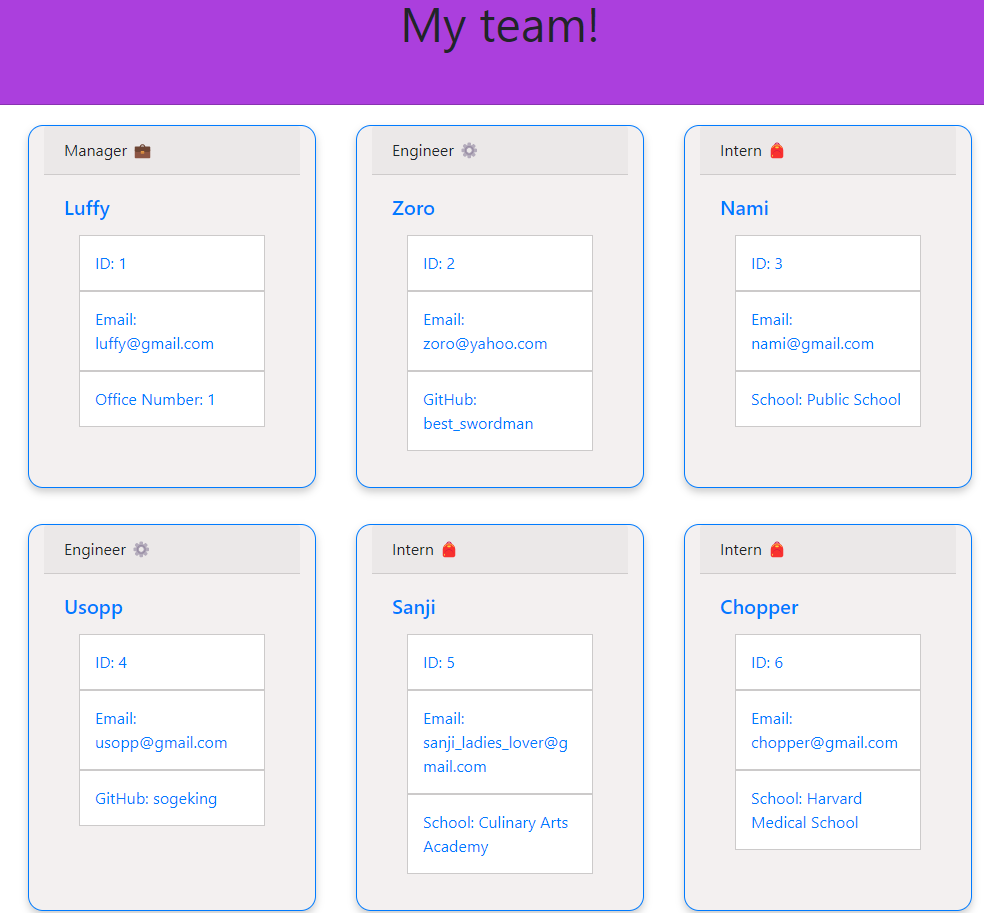 My team!
Manager 💼
Luffy
ID: 1
Email:
luffy@gmail.com
Office Number: 1
Engineer ⚙️
Zoro
ID: 2
Email:
zoro@yahoo.com
GitHub:
best_swordman
Intern 🎒
Nami
ID: 3
Email:
nami@gmail.com
School: Public School
Engineer ⚙️
Usopp
ID: 4
Email:
usopp@gmail.com
GitHub: sogeking
Intern 🎒
Sanji
ID: 5
Email:
sanji_ladies_lover@g
mail.com
School: Culinary Arts
Academy
Intern 🎒
Chopper
ID: 6
Email:
chopper@gmail.com
School: Harvard
Medical School